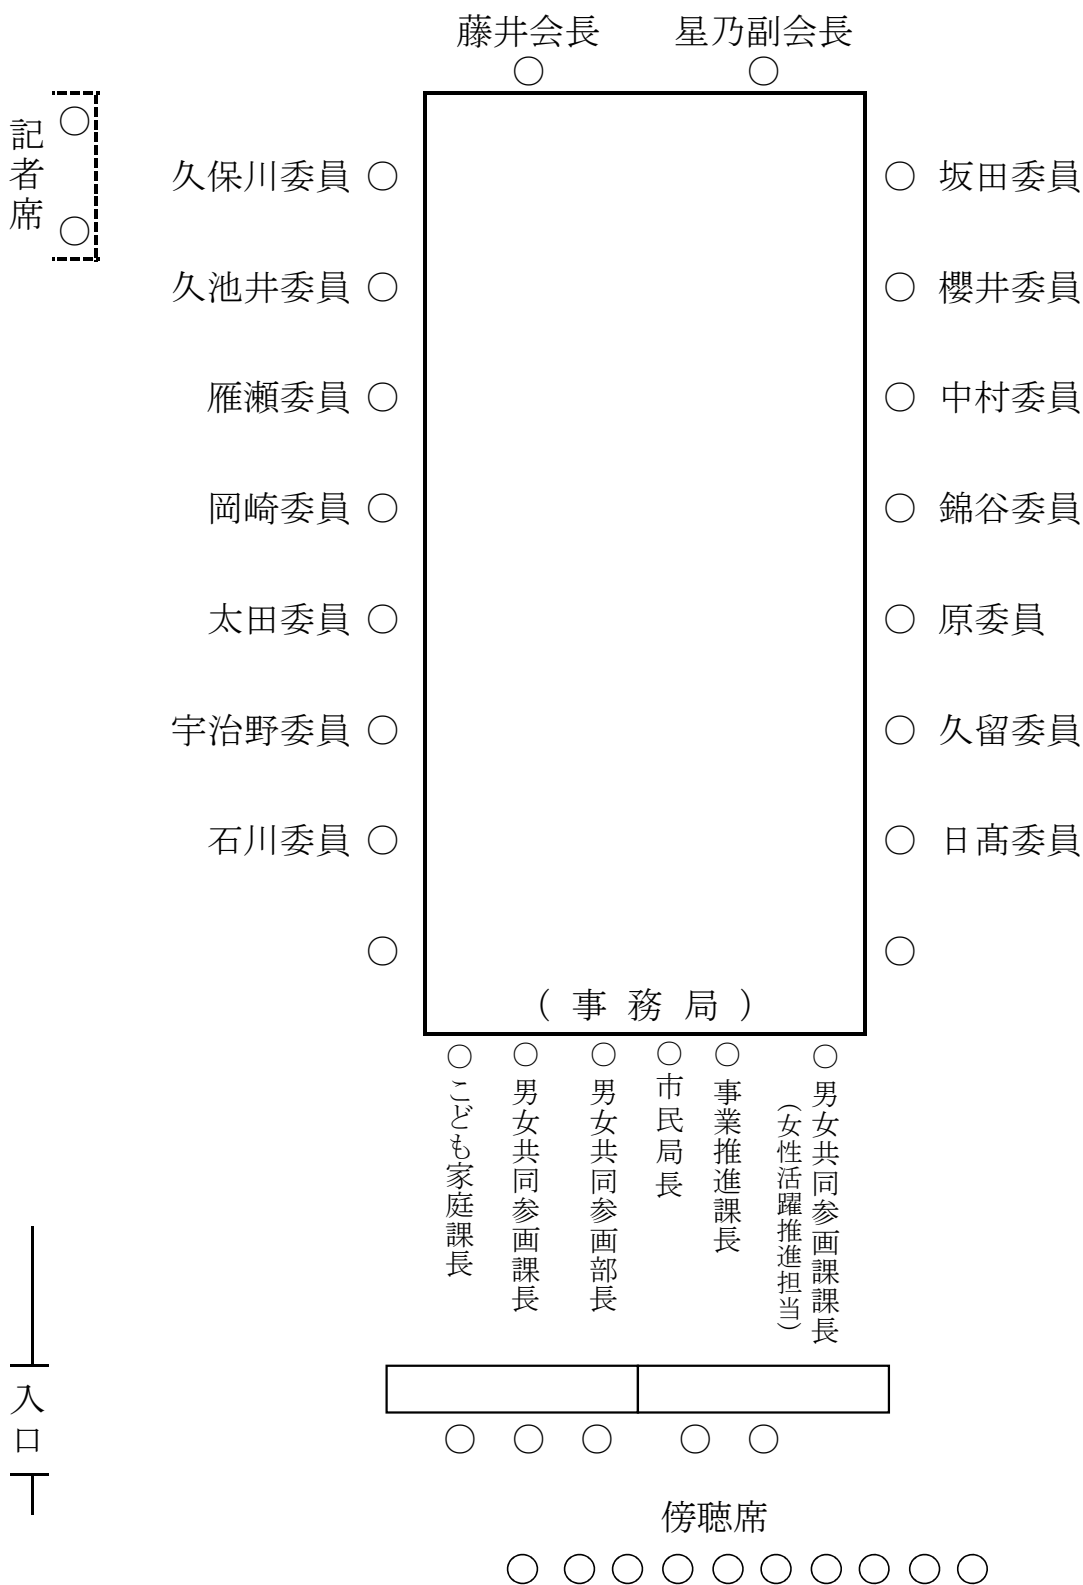 藤井会長
星乃副会長
記者席
久保川委員
坂田委員
久池井委員
櫻井委員
雁瀬委員
中村委員
岡崎委員
錦谷委員
太田委員
原委員
宇治野委員
久留委員
石川委員
日髙委員
（事務局）
こども家庭課長
男女共同参画課長
男女共同参画部長
市民局長
事業推進課長
男女共同参画課課長
（女性活躍推進担当）
入口
傍聴席